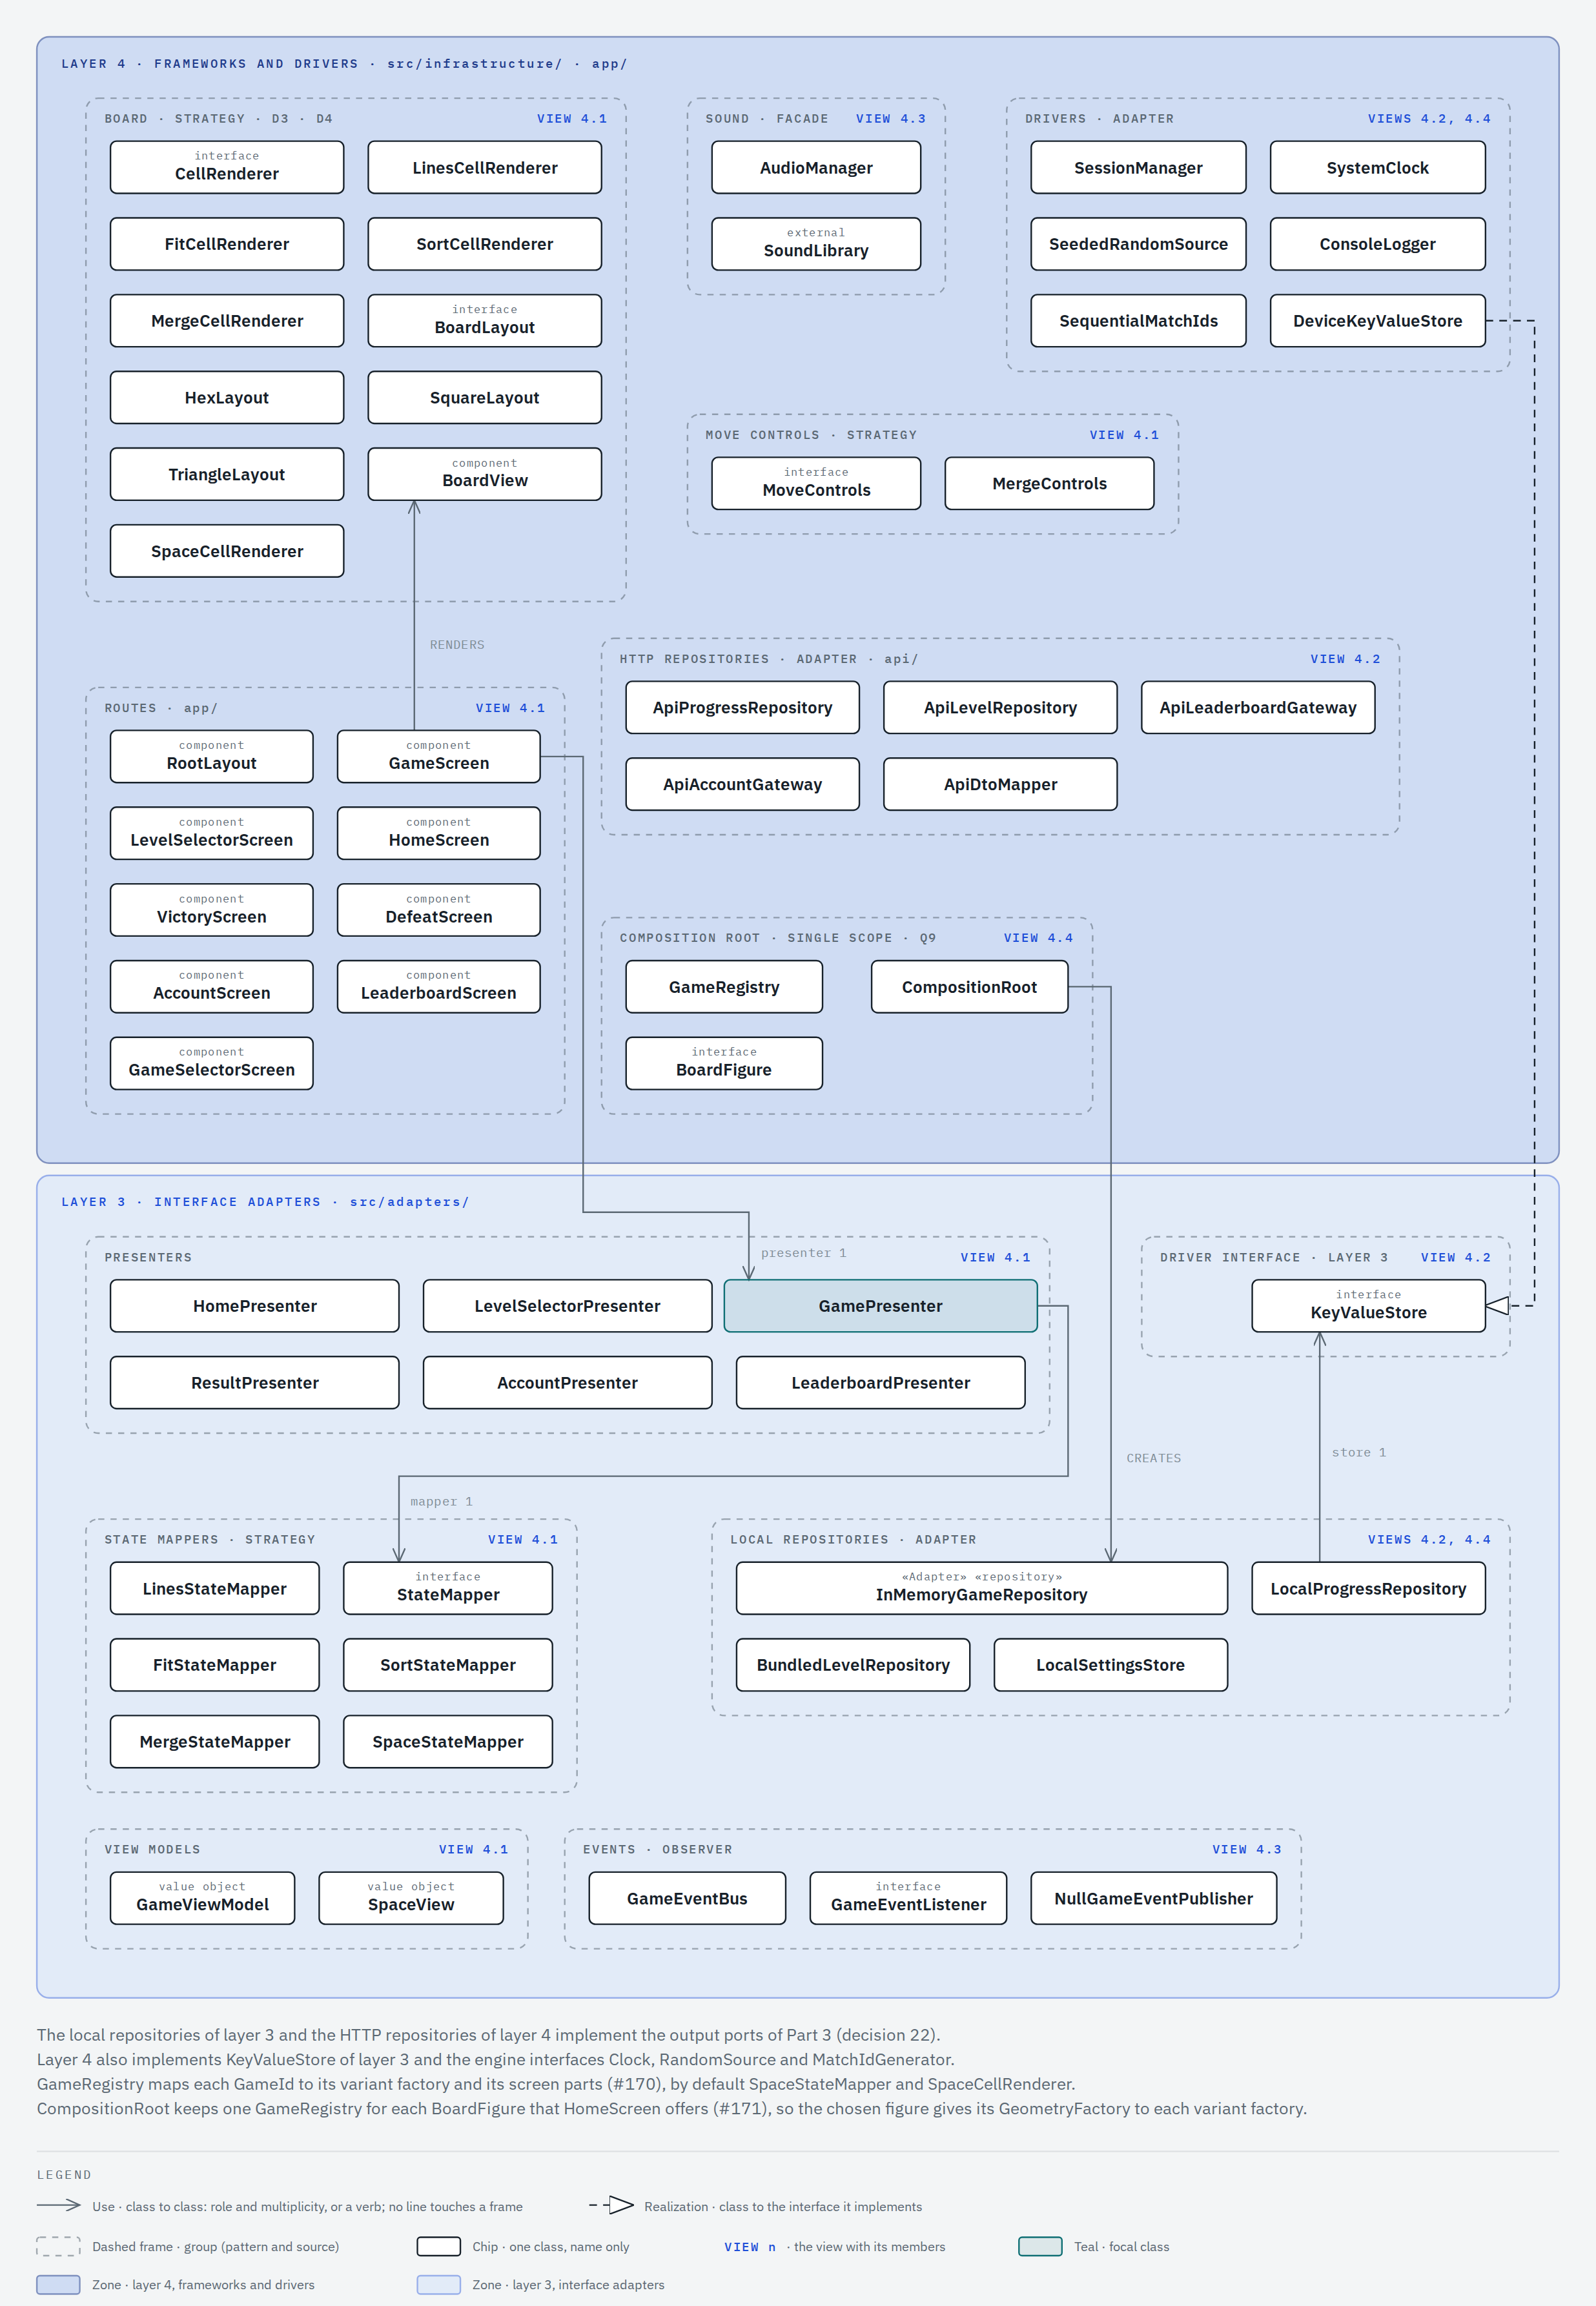 LAYER 4 · FRAMEWORKS AND DRIVERS · src/infrastructure/ · app/
BOARD · STRATEGY · D3 · D4
VIEW 4.1
interface
CellRenderer
LinesCellRenderer
FitCellRenderer
SortCellRenderer
MergeCellRenderer
interface
BoardLayout
HexLayout
SquareLayout
TriangleLayout
component
BoardView
SpaceCellRenderer
SOUND · FACADE
VIEW 4.3
AudioManager
external
SoundLibrary
DRIVERS · ADAPTER
VIEWS 4.2, 4.4
SessionManager
SystemClock
SeededRandomSource
ConsoleLogger
SequentialMatchIds
DeviceKeyValueStore
MOVE CONTROLS · STRATEGY
VIEW 4.1
interface
MoveControls
MergeControls
RENDERS
HTTP REPOSITORIES · ADAPTER · api/
VIEW 4.2
ApiProgressRepository
ApiLevelRepository
ApiLeaderboardGateway
ApiAccountGateway
ApiDtoMapper
ROUTES · app/
VIEW 4.1
component
RootLayout
component
GameScreen
component
LevelSelectorScreen
component
HomeScreen
component
VictoryScreen
component
DefeatScreen
component
AccountScreen
component
LeaderboardScreen
component
GameSelectorScreen
COMPOSITION ROOT · SINGLE SCOPE · Q9
VIEW 4.4
GameRegistry
CompositionRoot
interface
BoardFigure
LAYER 3 · INTERFACE ADAPTERS · src/adapters/
PRESENTERS
presenter 1
VIEW 4.1
HomePresenter
LevelSelectorPresenter
GamePresenter
ResultPresenter
AccountPresenter
LeaderboardPresenter
DRIVER INTERFACE · LAYER 3
VIEW 4.2
interface
KeyValueStore
store 1
CREATES
mapper 1
STATE MAPPERS · STRATEGY
VIEW 4.1
LinesStateMapper
interface
StateMapper
FitStateMapper
SortStateMapper
MergeStateMapper
SpaceStateMapper
LOCAL REPOSITORIES · ADAPTER
VIEWS 4.2, 4.4
«Adapter» «repository»
InMemoryGameRepository
LocalProgressRepository
BundledLevelRepository
LocalSettingsStore
VIEW MODELS
VIEW 4.1
value object
GameViewModel
value object
SpaceView
EVENTS · OBSERVER
VIEW 4.3
GameEventBus
interface
GameEventListener
NullGameEventPublisher
The local repositories of layer 3 and the HTTP repositories of layer 4 implement the output ports of Part 3 (decision 22).
Layer 4 also implements KeyValueStore of layer 3 and the engine interfaces Clock, RandomSource and MatchIdGenerator.
GameRegistry maps each GameId to its variant factory and its screen parts (#170), by default SpaceStateMapper and SpaceCellRenderer.
CompositionRoot keeps one GameRegistry for each BoardFigure that HomeScreen offers (#171), so the chosen figure gives its GeometryFactory to each variant factory.
LEGEND
Use · class to class: role and multiplicity, or a verb; no line touches a frame
Realization · class to the interface it implements
Dashed frame · group (pattern and source)
Chip · one class, name only
VIEW n · the view with its members
Teal · focal class
Zone · layer 4, frameworks and drivers
Zone · layer 3, interface adapters